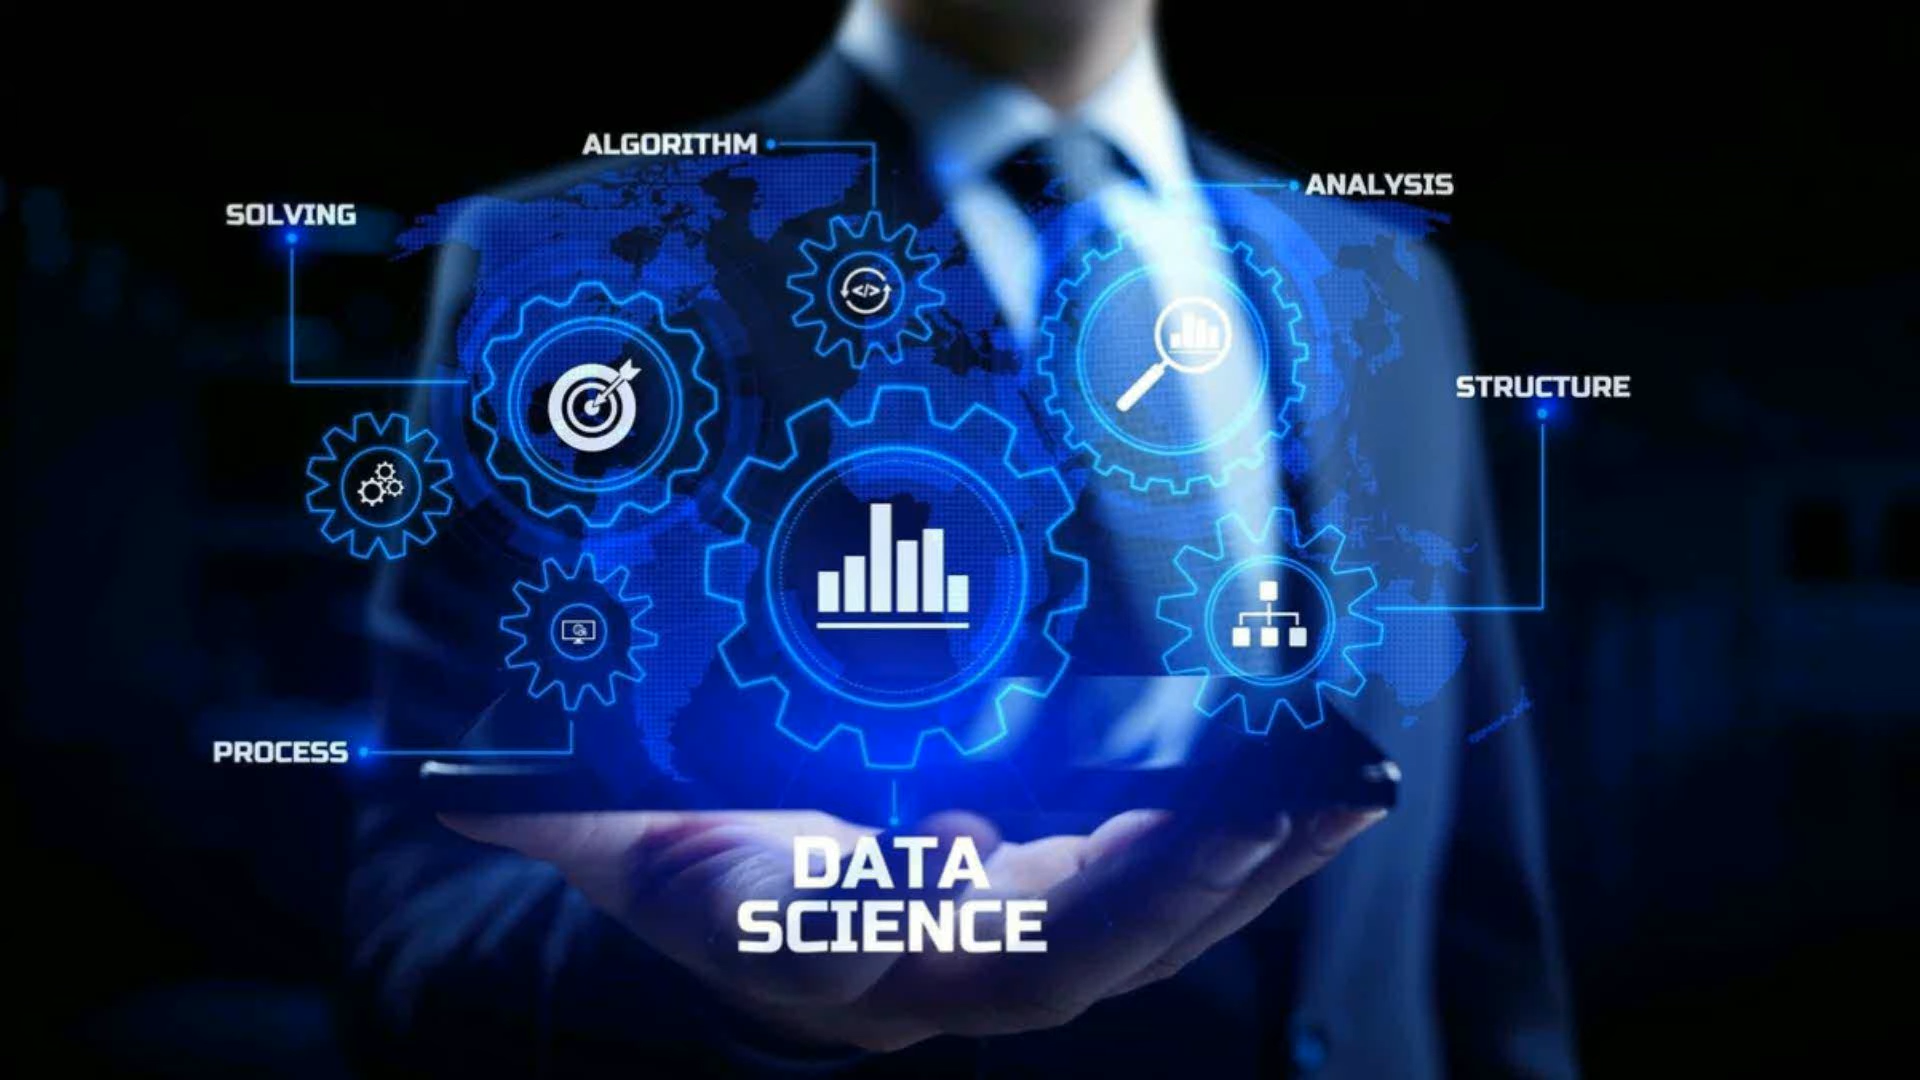 ALGORITHM
ANALYSIS
SOLVING
</>
STRUCTURE
PROCESS
DATA
SCIENCE